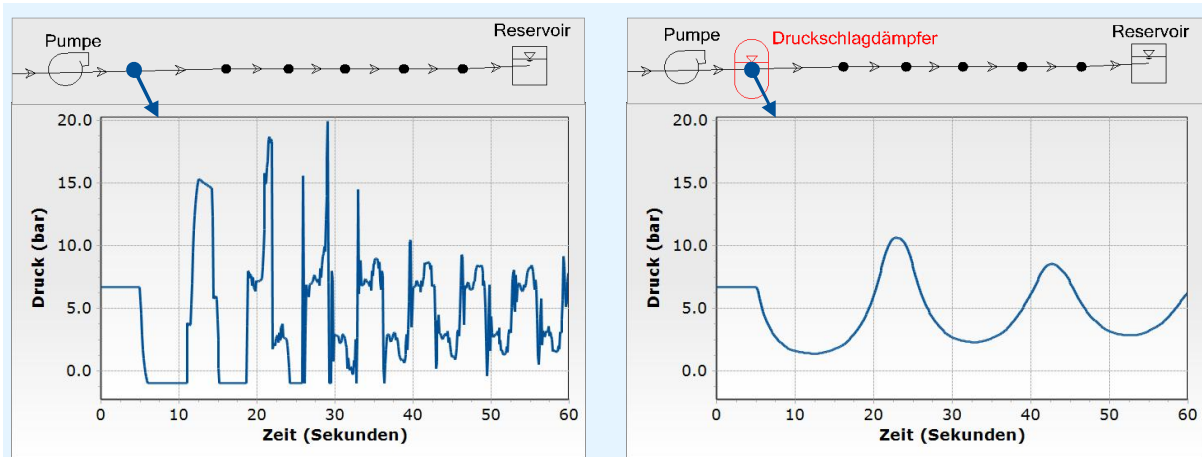 Pumpe
Reservoir
20.0
15.0
10.0
5.0
0.0
Druck (bar)
0 10 20 30 40 50 60
Zeit (Sekunden)
Pumpe
Druckschlagdämpfer
Reservoir
20.0
15.0
10.0
5.0
0.0
Druck (bar)
0 10 20 30 40 50 60
Zeit (Sekunden)